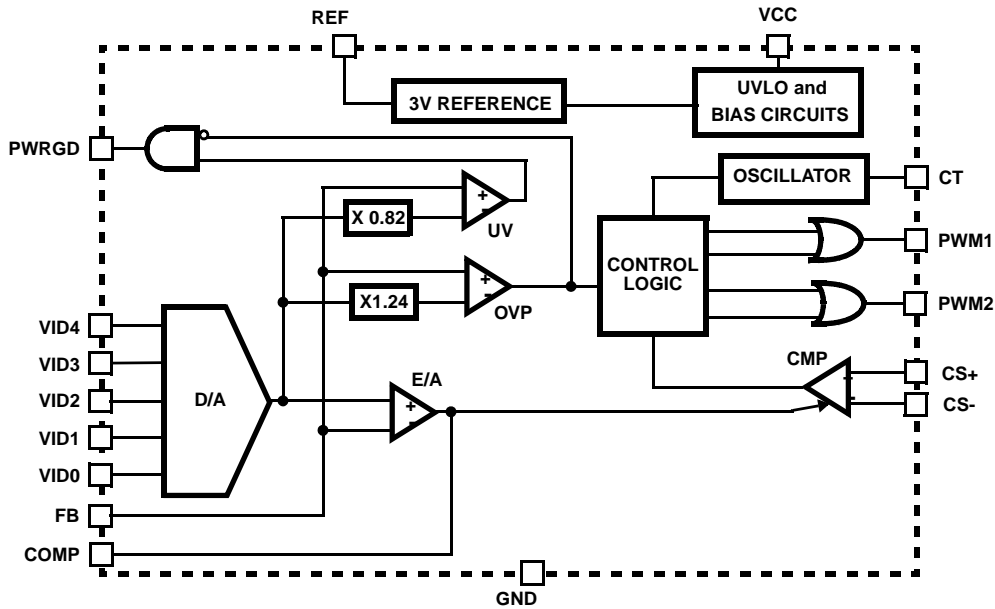 REF
VCC
3V REFERENCE
UVLO and
BIAS CIRCUITS
PWRGD
OSCILLATOR
CT
X 0.82
+
-
UV
CONTROL
LOGIC
PWM1
X1.24
+
-
OVP
PWM2
VID4
VID3
VID2
VID1
VID0
D/A
E/A
+
-
CMP
+
-
CS+
CS-
FB
COMP
GND